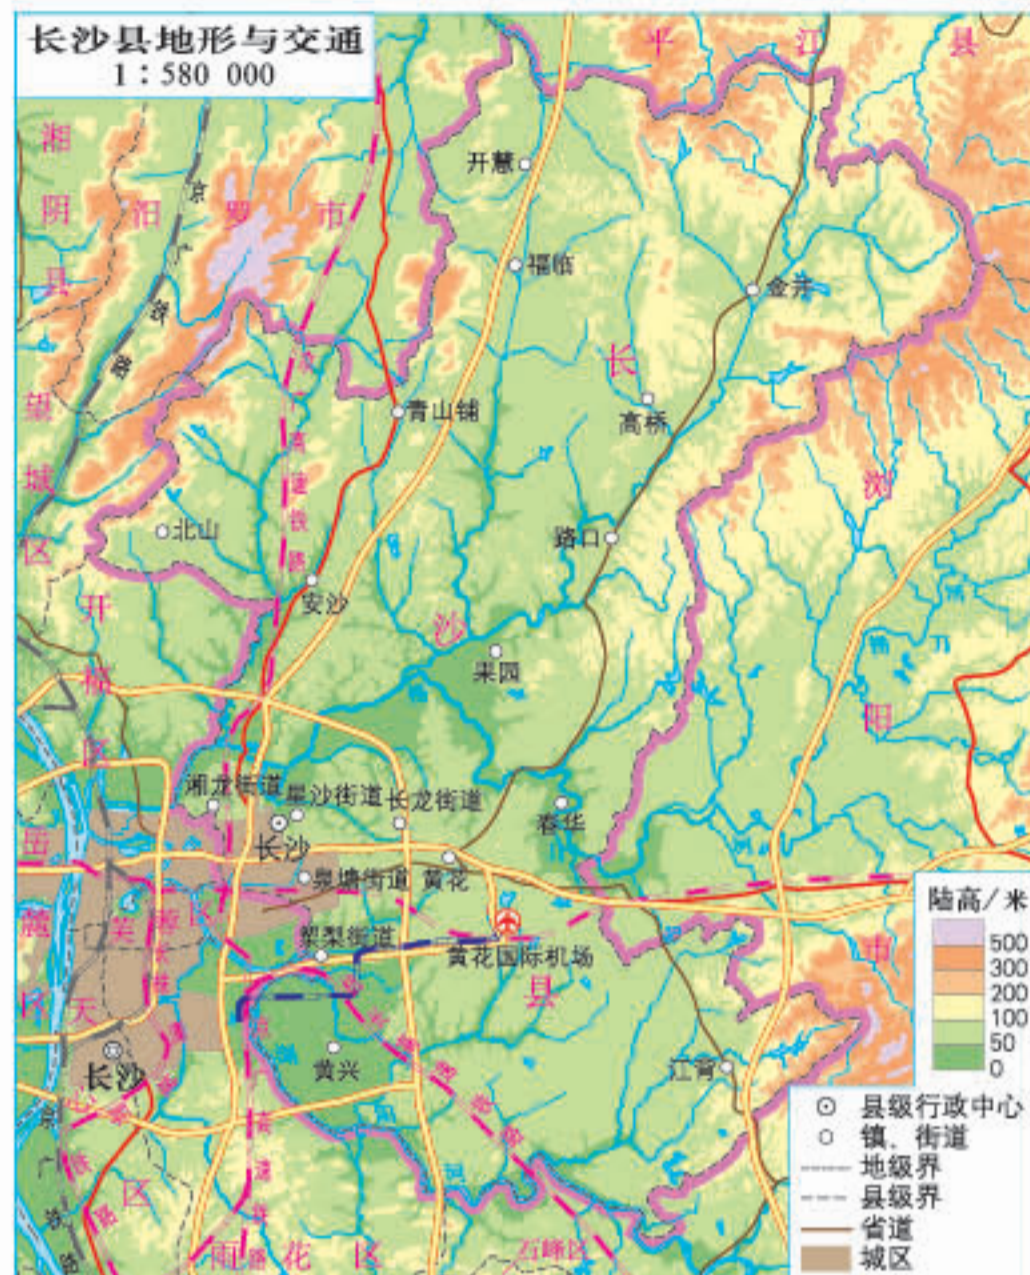 长沙县地形与交通
1：580 000
平江县
湘阴县
汨罗市
京广铁路
开慧
福临
金井
长
望城区
京广高速铁路
青山铺
高桥
浏
北山
路口
安沙
开福区
沙
果园
阳
湘龙街道
星沙街道
长龙街道
春华
长沙
岳
泉塘街道
黄花
麓
芙蓉区
㮾梨街道
黄花国际机场
县
市
区
天
长沙
黄兴
江背
区
雨花区
石峰区
陆高/米
500
300
200
100
50
0
县级行政中心
镇、街道
地级界
县级界
省道
城区